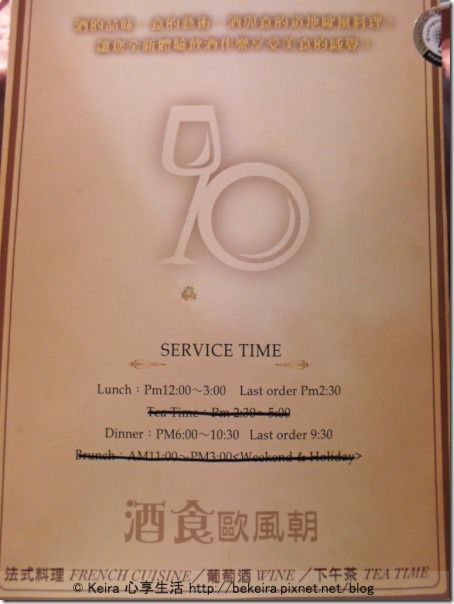 酒的品味 食的藝術 酒與食的道地歐風料理！
讓您全新體驗飲酒作樂享受美食的感覺！
SERVICE TIME
Lunch：Pm12:00～3:00 Last order Pm2:30
Tea Time：Pm 2:30~ 5:00
Dinner：PM6:00～10:30 Last order 9:30
Brunch：AM11:00～PM3:00<Weekend & Holiday>
酒食歐風朝
法式料理 FRENCH CUISINE／葡萄酒 WINE ／下午茶 TEA TIME
© Keira 心享生活 http://bekeira.pixnet.net/blog